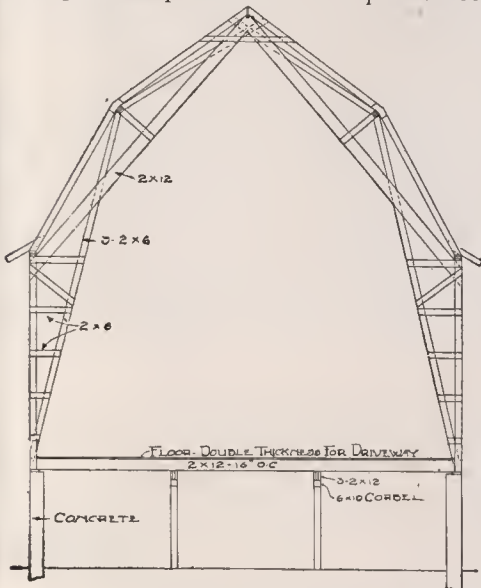 2x12
3-2x6
2x6
FLOOR-DOUBLE THICKNESS FOR DRIVEWAY
2x12-16" O.C
3-2x12
6x10 CORBEL
CONCRETE